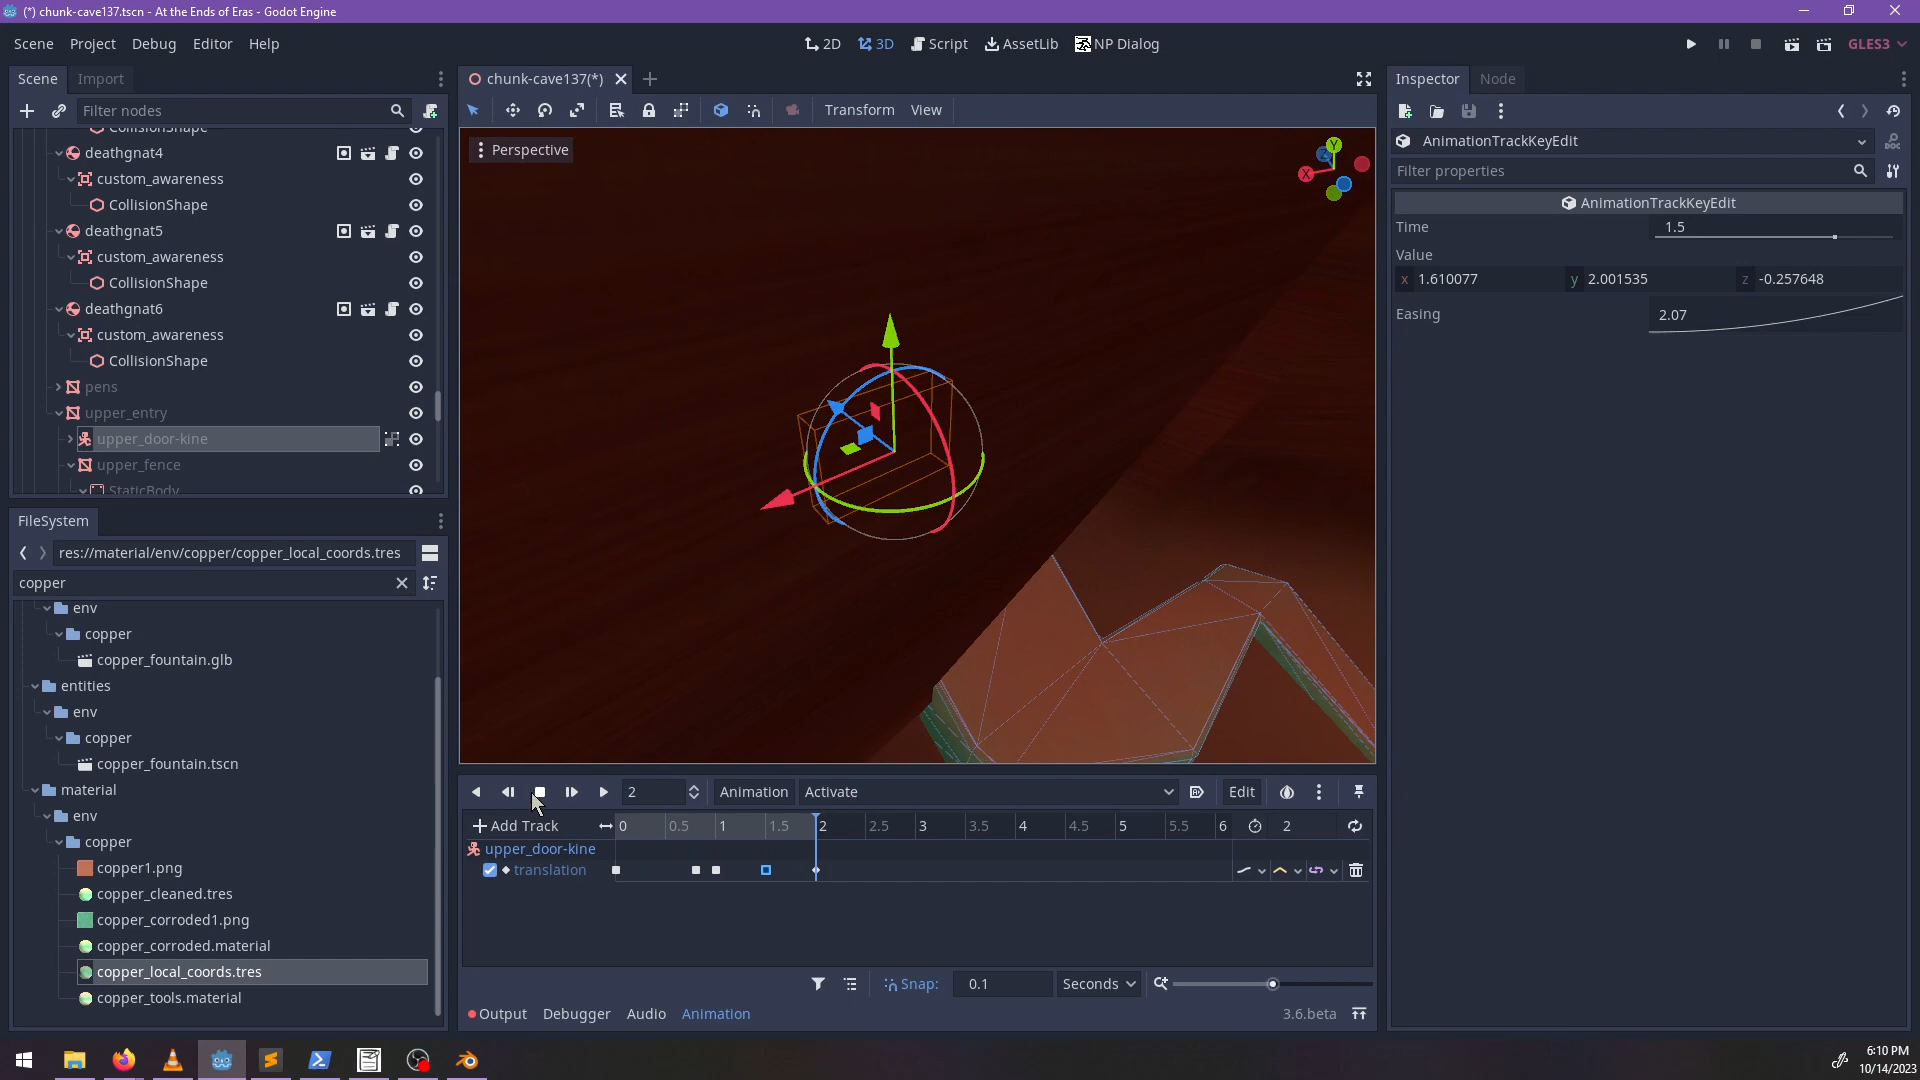 (*) chunk-cave137.tscn - At the Ends of Eras - Godot Engine
Scene Project Debug Editor Help
2D 3D Script AssetLib NP Dialog
GLES3
Scene Import
Filter nodes
CollisionShape
deathgnat4
custom_awareness
CollisionShape
deathgnat5
custom_awareness
CollisionShape
deathgnat6
custom_awareness
CollisionShape
pens
upper_entry
upper_door-kine
upper_fence
StaticBody
FileSystem
res://material/env/copper/copper_local_coords.tres
copper
env
copper
copper_fountain.glb
entities
env
copper
copper_fountain.tscn
material
env
copper
copper1.png
copper_cleaned.tres
copper_corroded1.png
copper_corroded.material
copper_local_coords.tres
copper_tools.material
chunk-cave137(*)
Transform View
Perspective
Y
X
2 Animation Activate Edit
Add Track 0 0.5 1 1.5 2 2.5 3 3.5 4 4.5 5 5.5 6 2
upper_door-kine
translation
Snap: 0.1 Seconds
Output Debugger Audio Animation 3.6.beta
Inspector Node
AnimationTrackKeyEdit
DOC
Filter properties
AnimationTrackKeyEdit
Time 1.5
Value
x 1.610077 y 2.001535 z -0.257648
Easing 2.07
6:10 PM
10/14/2023